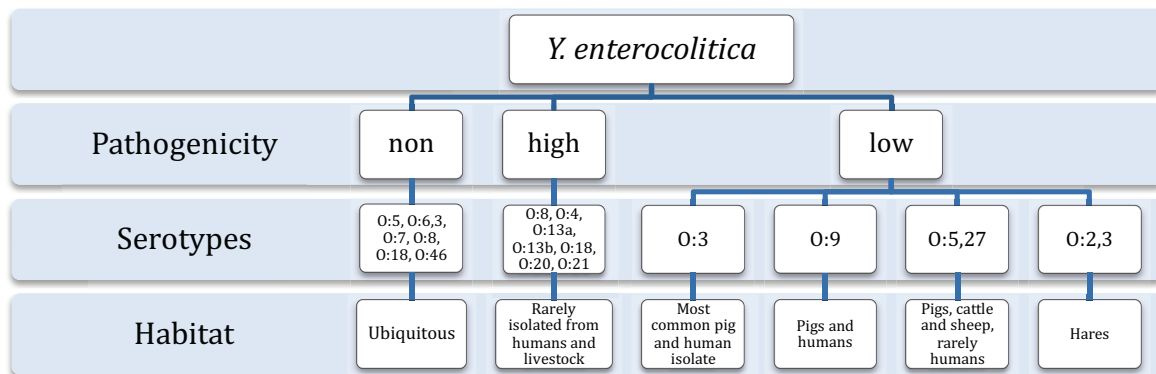 Y. enterocolitica
Pathogenicity
non
high
low
Serotypes
O:5, O:6,3,
O:7, O:8,
O:18, O:46
O:8, O:4,
O:13a,
O:13b, O:18,
O:20, O:21
O:3
O:9
O:5,27
O:2,3
Habitat
Ubiquitous
Rarely
isolated from
humans and
livestock
Most
common pig
and human
isolate
Pigs and
humans
Pigs, cattle
and sheep,
rarely
humans
Hares